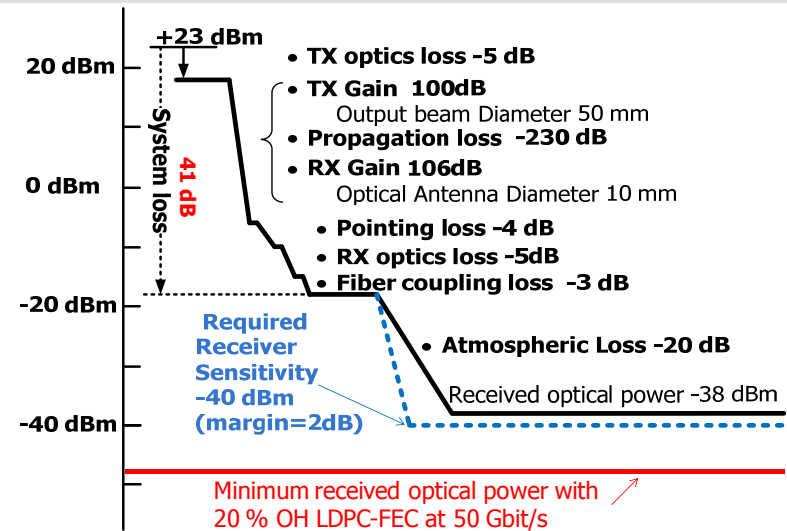 +23 dBm
20 dBm
0 dBm
-20 dBm
-40 dBm
System loss
41 dB
• TX optics loss -5 dB
• TX Gain 100dB
Output beam Diameter 50 mm
• Propagation loss -230 dB
• RX Gain 106dB
Optical Antenna Diameter 10 mm
• Pointing loss -4 dB
• RX optics loss -5dB
• Fiber coupling loss -3 dB
Required
Receiver
Sensitivity
-40 dBm
(margin=2dB)
• Atmospheric Loss -20 dB
Received optical power -38 dBm
Minimum received optical power with
20 % OH LDPC-FEC at 50 Gbit/s